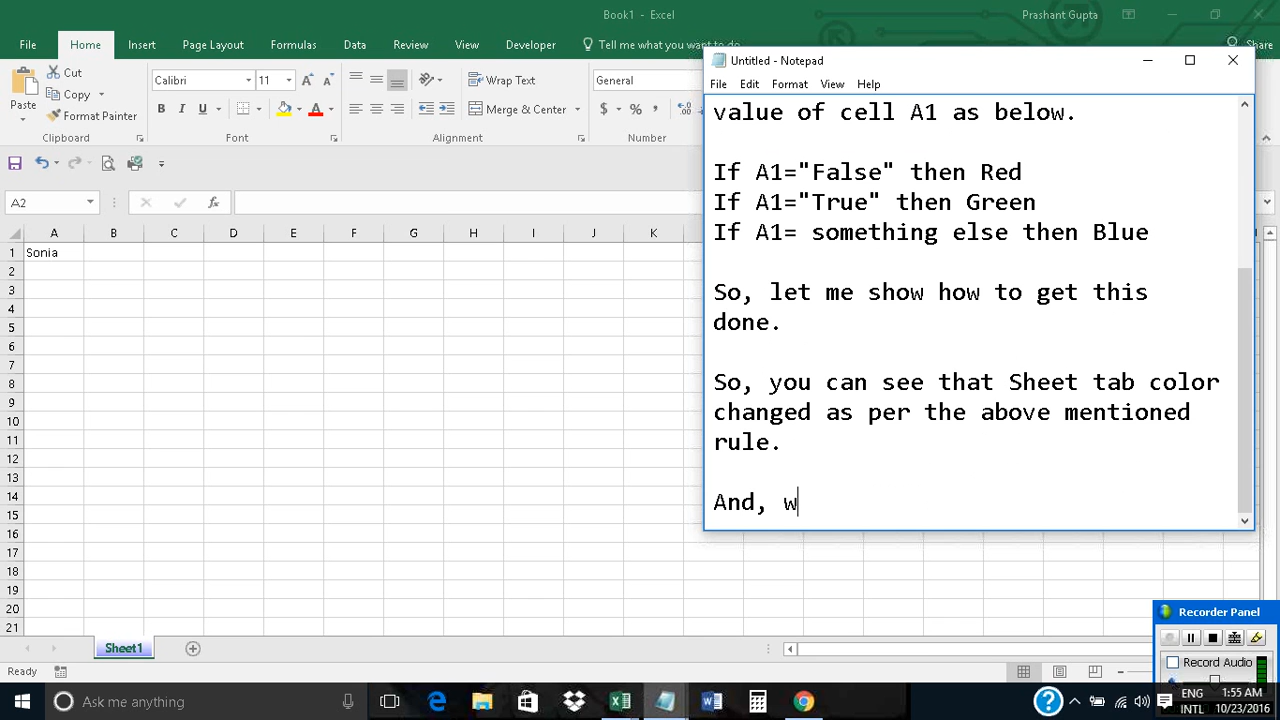 Book1 - Excel
Prashant Gupta
File Home Insert Page Layout Formulas Data Review View Developer Tell me what you want to do Share
Untitled - Notepad
File Edit Format View Help
Cut
Copy
Format Painter
Paste
Clipboard
Calibri 11
B I U
Font
Wrap Text
Merge & Center
Alignment
General
$ % ,
Number
A2
fx
A B C D E F G H I J K
1 Sonia
2
3
4
5
6
7
8
9
10
11
12
13
14
15
16
17
18
19
20
21
value of cell A1 as below.
If A1="False" then Red
If A1="True" then Green
If A1= something else then Blue
So, let me show how to get this
done.
So, you can see that Sheet tab color
changed as per the above mentioned
rule.
And, w
Sheet1
Ready
Recorder Panel
Record Audio
Ask me anything
ENG
INTL
1:55 AM
10/23/2016